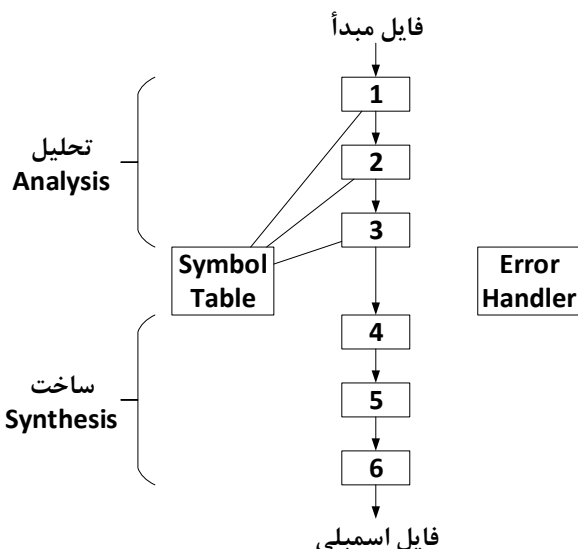 فایل مبدأ
1
تحلیل
Analysis
2
3
Symbol
Table
Error
Handler
4
ساخت
Synthesis
5
6
فایل اسمبلی